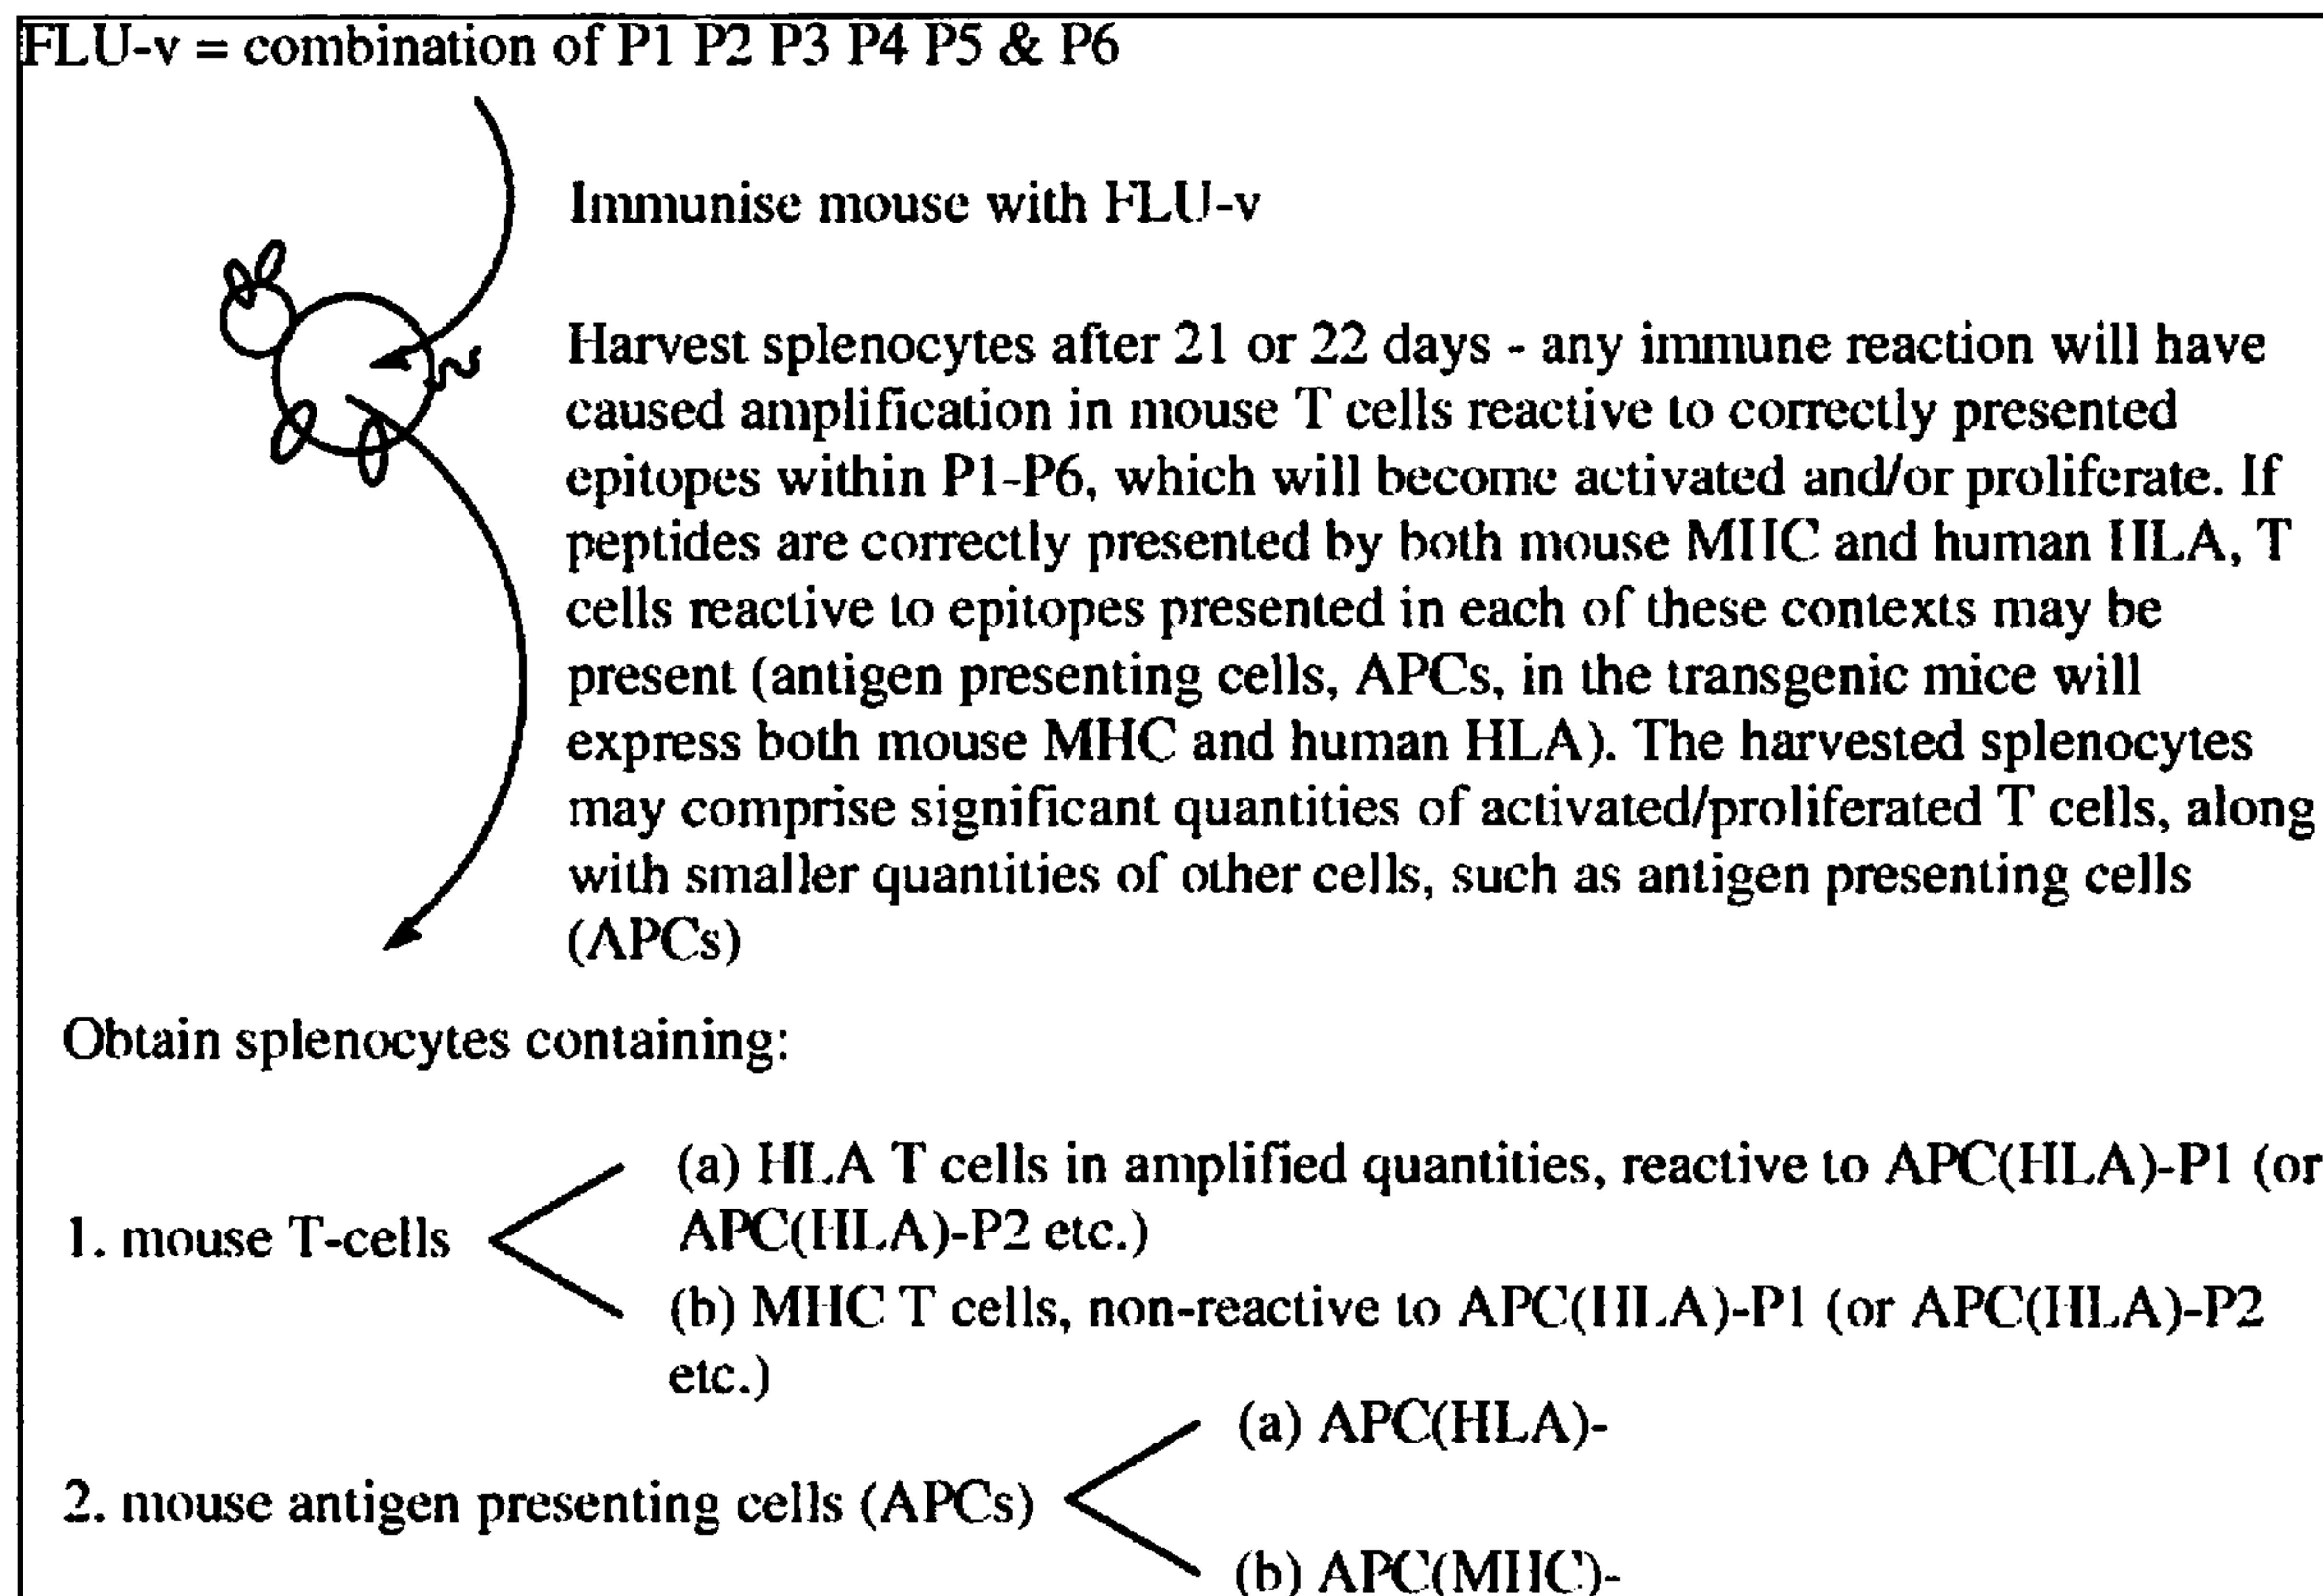 FLU-v = combination of P1 P2 P3 P4 P5 & P6
Immunise mouse with FLU-v
Harvest splenocytes after 21 or 22 days - any immune reaction will have
caused amplification in mouse T cells reactive to correctly presented
epitopes within P1-P6, which will become activated and/or proliferate. If
peptides are correctly presented by both mouse MHC and human HLA, T
cells reactive to epitopes presented in each of these contexts may be
present (antigen presenting cells, APCs, in the transgenic mice will
express both mouse MHC and human HLA). The harvested splenocytes
may comprise significant quantities of activated/proliferated T cells, along
with smaller quantities of other cells, such as antigen presenting cells
(APCs)
Obtain splenocytes containing:
1. mouse T-cells
(a) HLA T cells in amplified quantities, reactive to APC(HLA)-P1 (or
APC(HLA)-P2 etc.)
(b) MHC T cells, non-reactive to APC(HLA)-P1 (or APC(HLA)-P2
etc.)
2. mouse antigen presenting cells (APCs)
(a) APC(HLA)-
(b) APC(MHC)-